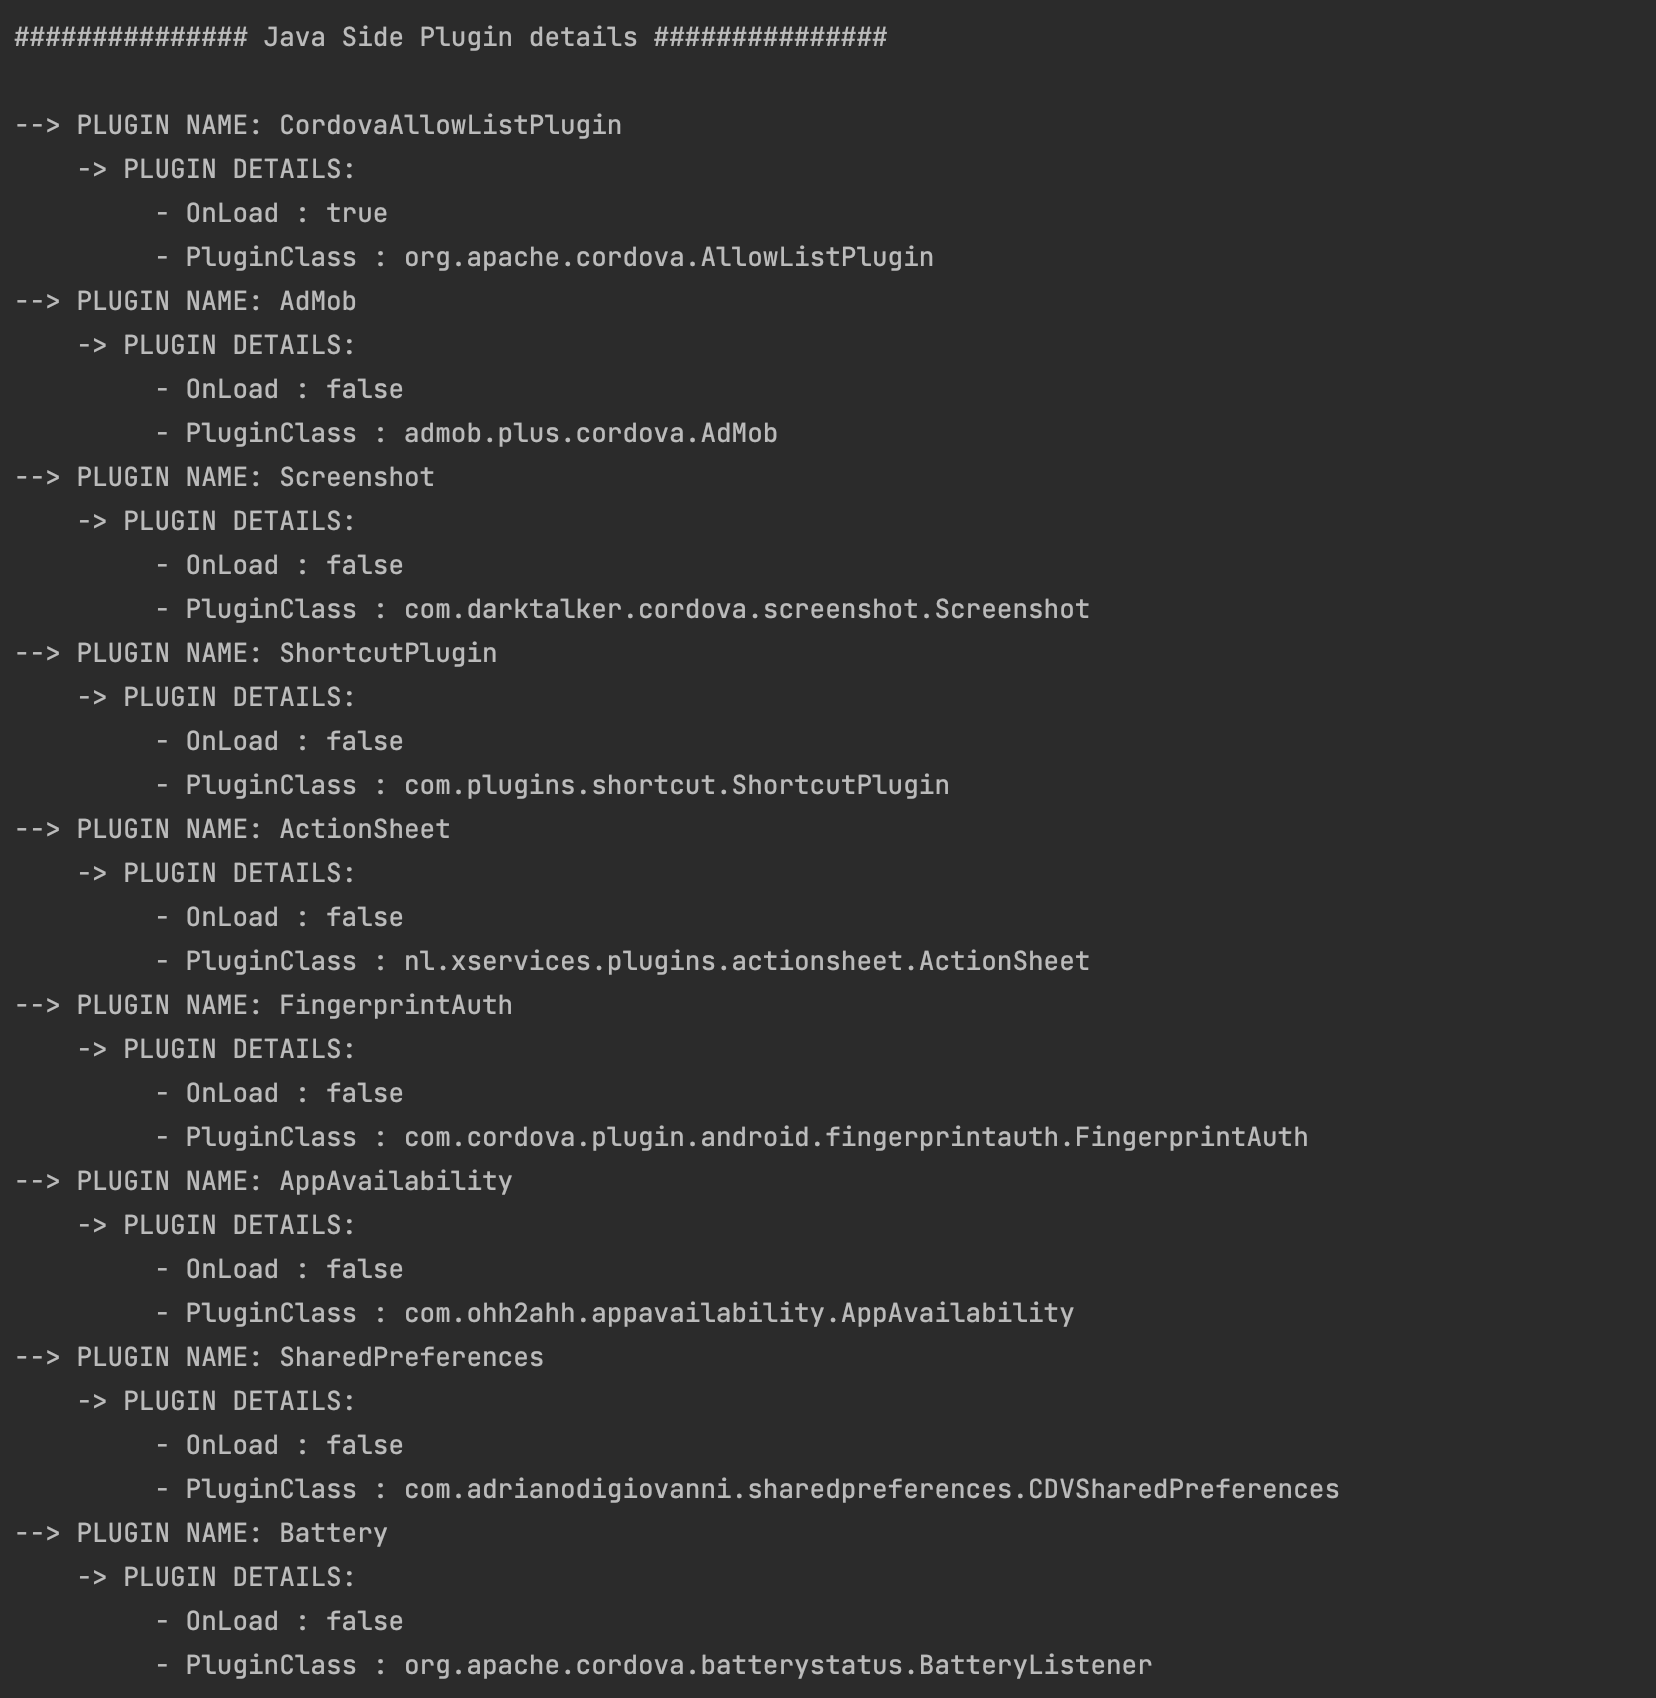 ############### Java Side Plugin details ###############
--> PLUGIN NAME: CordovaAllowListPlugin
-> PLUGIN DETAILS:
- OnLoad : true
- PluginClass : org.apache.cordova.AllowListPlugin
--> PLUGIN NAME: AdMob
-> PLUGIN DETAILS:
- OnLoad : false
- PluginClass : admob.plus.cordova.AdMob
--> PLUGIN NAME: Screenshot
-> PLUGIN DETAILS:
- OnLoad : false
- PluginClass : com.darktalker.cordova.screenshot.Screenshot
--> PLUGIN NAME: ShortcutPlugin
-> PLUGIN DETAILS:
- OnLoad : false
- PluginClass : com.plugins.shortcut.ShortcutPlugin
--> PLUGIN NAME: ActionSheet
-> PLUGIN DETAILS:
- OnLoad : false
- PluginClass : nl.xservices.plugins.actionsheet.ActionSheet
--> PLUGIN NAME: FingerprintAuth
-> PLUGIN DETAILS:
- OnLoad : false
- PluginClass : com.cordova.plugin.android.fingerprintauth.FingerprintAuth
--> PLUGIN NAME: AppAvailability
-> PLUGIN DETAILS:
- OnLoad : false
- PluginClass : com.ohh2ahh.appavailability.AppAvailability
--> PLUGIN NAME: SharedPreferences
-> PLUGIN DETAILS:
- OnLoad : false
- PluginClass : com.adrianodigiovanni.sharedpreferences.CDVSharedPreferences
--> PLUGIN NAME: Battery
-> PLUGIN DETAILS:
- OnLoad : false
- PluginClass : org.apache.cordova.batterystatus.BatteryListener